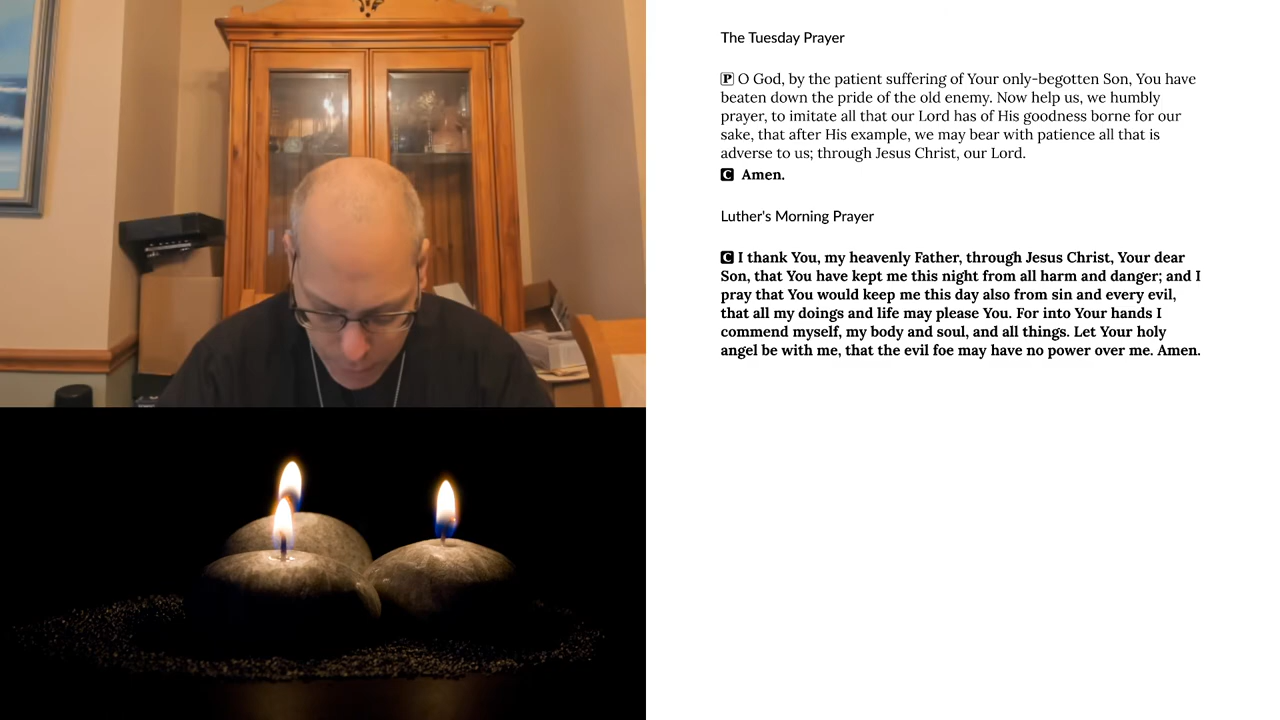 The Tuesday Prayer
P O God, by the patient suffering of Your only-begotten Son, You have
beaten down the pride of the old enemy. Now help us, we humbly
prayer, to imitate all that our Lord has of His goodness borne for our
sake, that after His example, we may bear with patience all that is
adverse to us; through Jesus Christ, our Lord.
C Amen.
Luther's Morning Prayer
C I thank You, my heavenly Father, through Jesus Christ, Your dear
Son, that You have kept me this night from all harm and danger; and I
pray that You would keep me this day also from sin and every evil,
that all my doings and life may please You. For into Your hands I
commend myself, my body and soul, and all things. Let Your holy
angel be with me, that the evil foe may have no power over me. Amen.